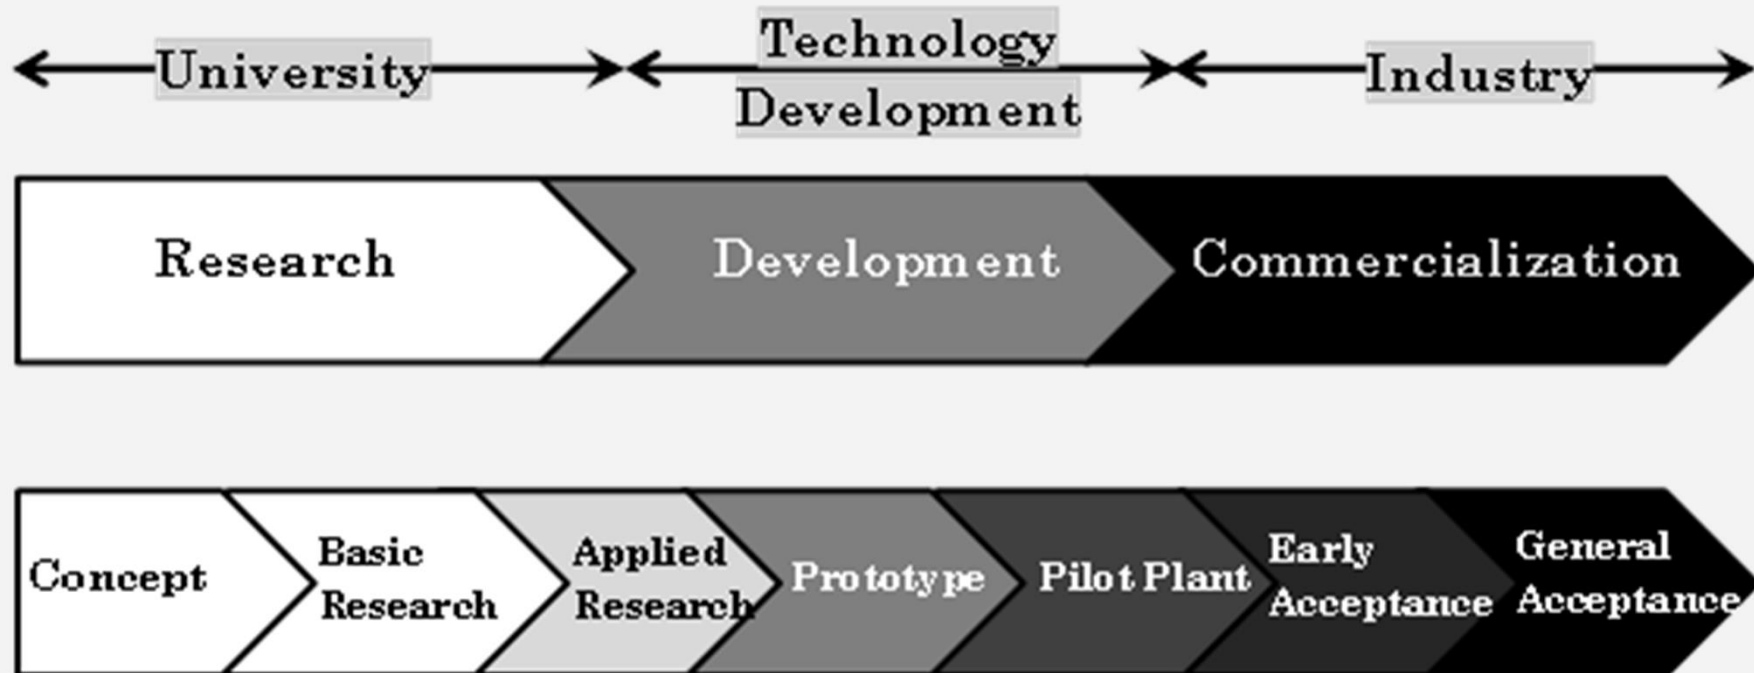 University
Technology
Development
Industry
Research
Development
Commercialization
Concept
Basic
Research
Applied
Research
Prototype
Pilot Plant
Early
Acceptance
General
Acceptance